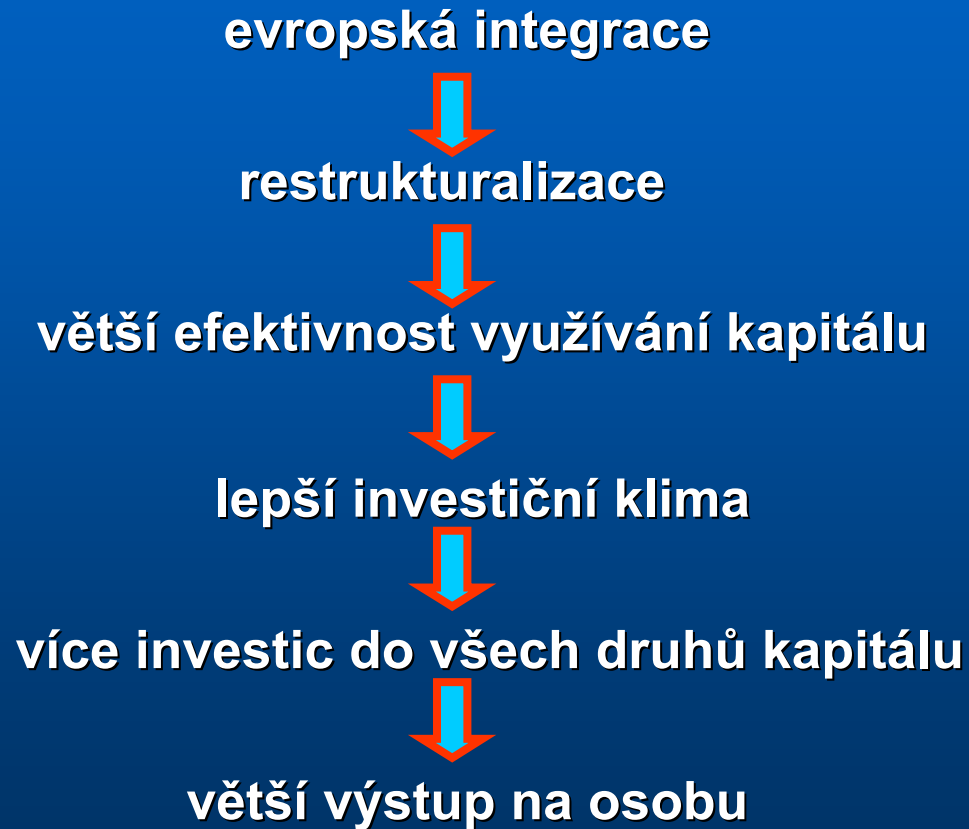 evropská integrace
restrukturalizace
větší efektivnost využívání kapitálu
lepší investiční klima
více investic do všech druhů kapitálu
větší výstup na osobu